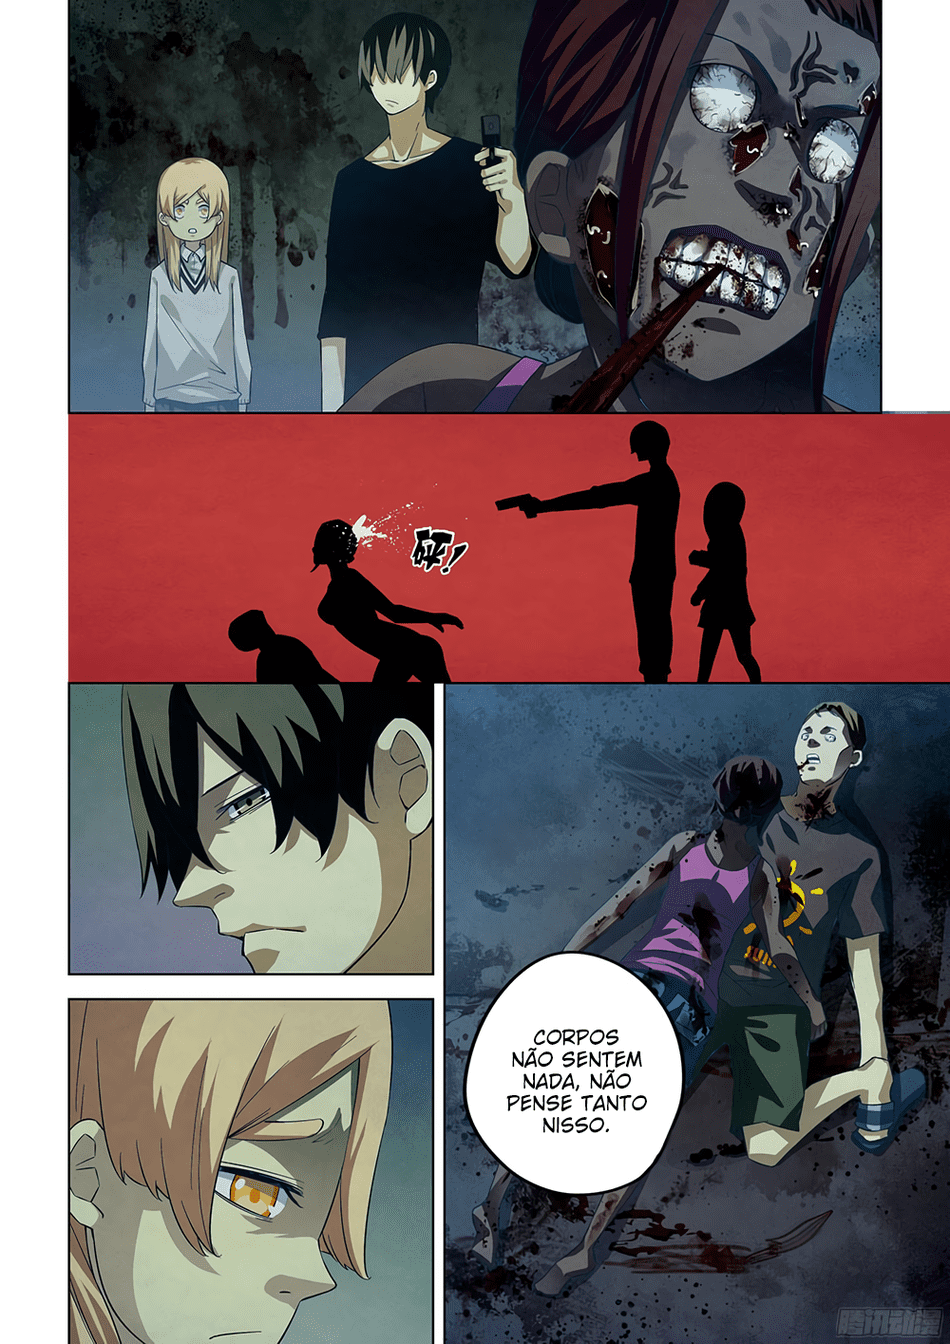 砰!
CORPOS
NÃO SENTEM
NADA, NÃO
PENSE TANTO
NISSO.